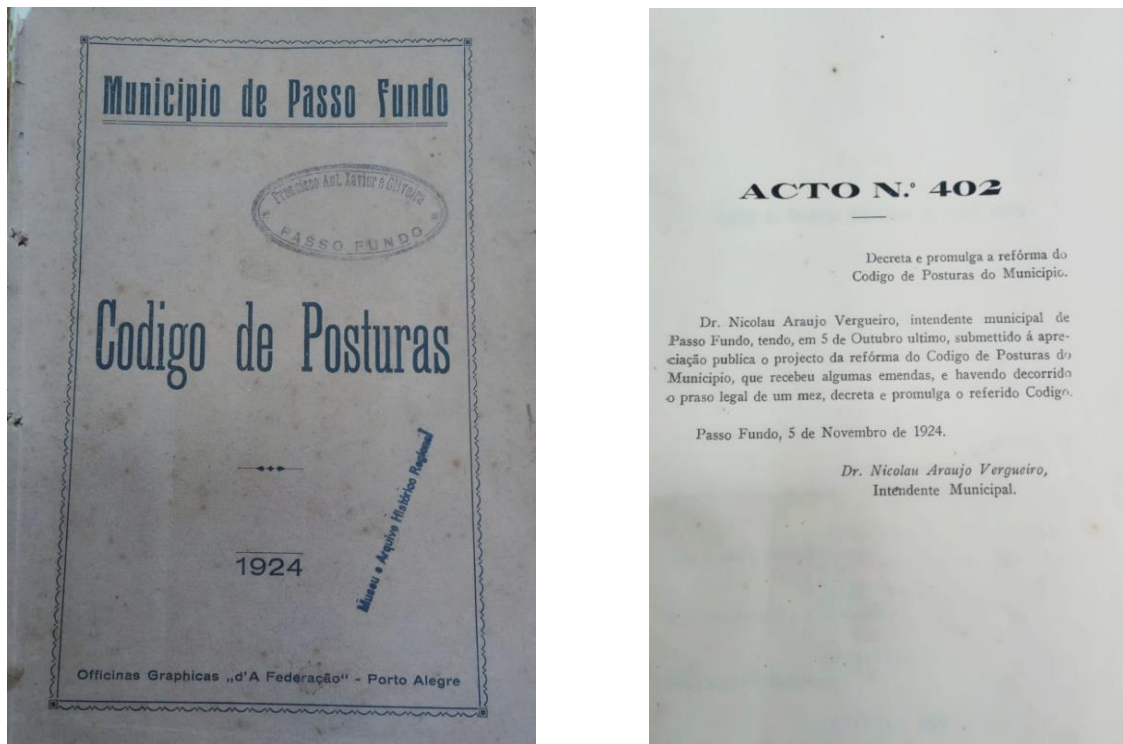 Municipio de Passo Fundo
Francisco Ant. Xavier e Oliveira
PASSO FUNDO
Codigo de Posturas
Museu e Arquivo Histórico Regional
1924
Officinas Graphicas „d'A Federação“ - Porto Alegre
ACTO N.º 402
Decreta e promulga a refórma do
Codigo de Posturas do Municipio.
Dr. Nicolau Araujo Vergueiro, intendente municipal de
Passo Fundo, tendo, em 5 de Outubro ultimo, submettido á apre-
ciação publica o projecto da refórma do Codigo de Posturas do
Municipio, que recebeu algumas emendas, e havendo decorrido
o praso legal de um mez, decreta e promulga o referido Codigo.
Passo Fundo, 5 de Novembro de 1924.
Dr. Nicolau Araujo Vergueiro,
Intendente Municipal.